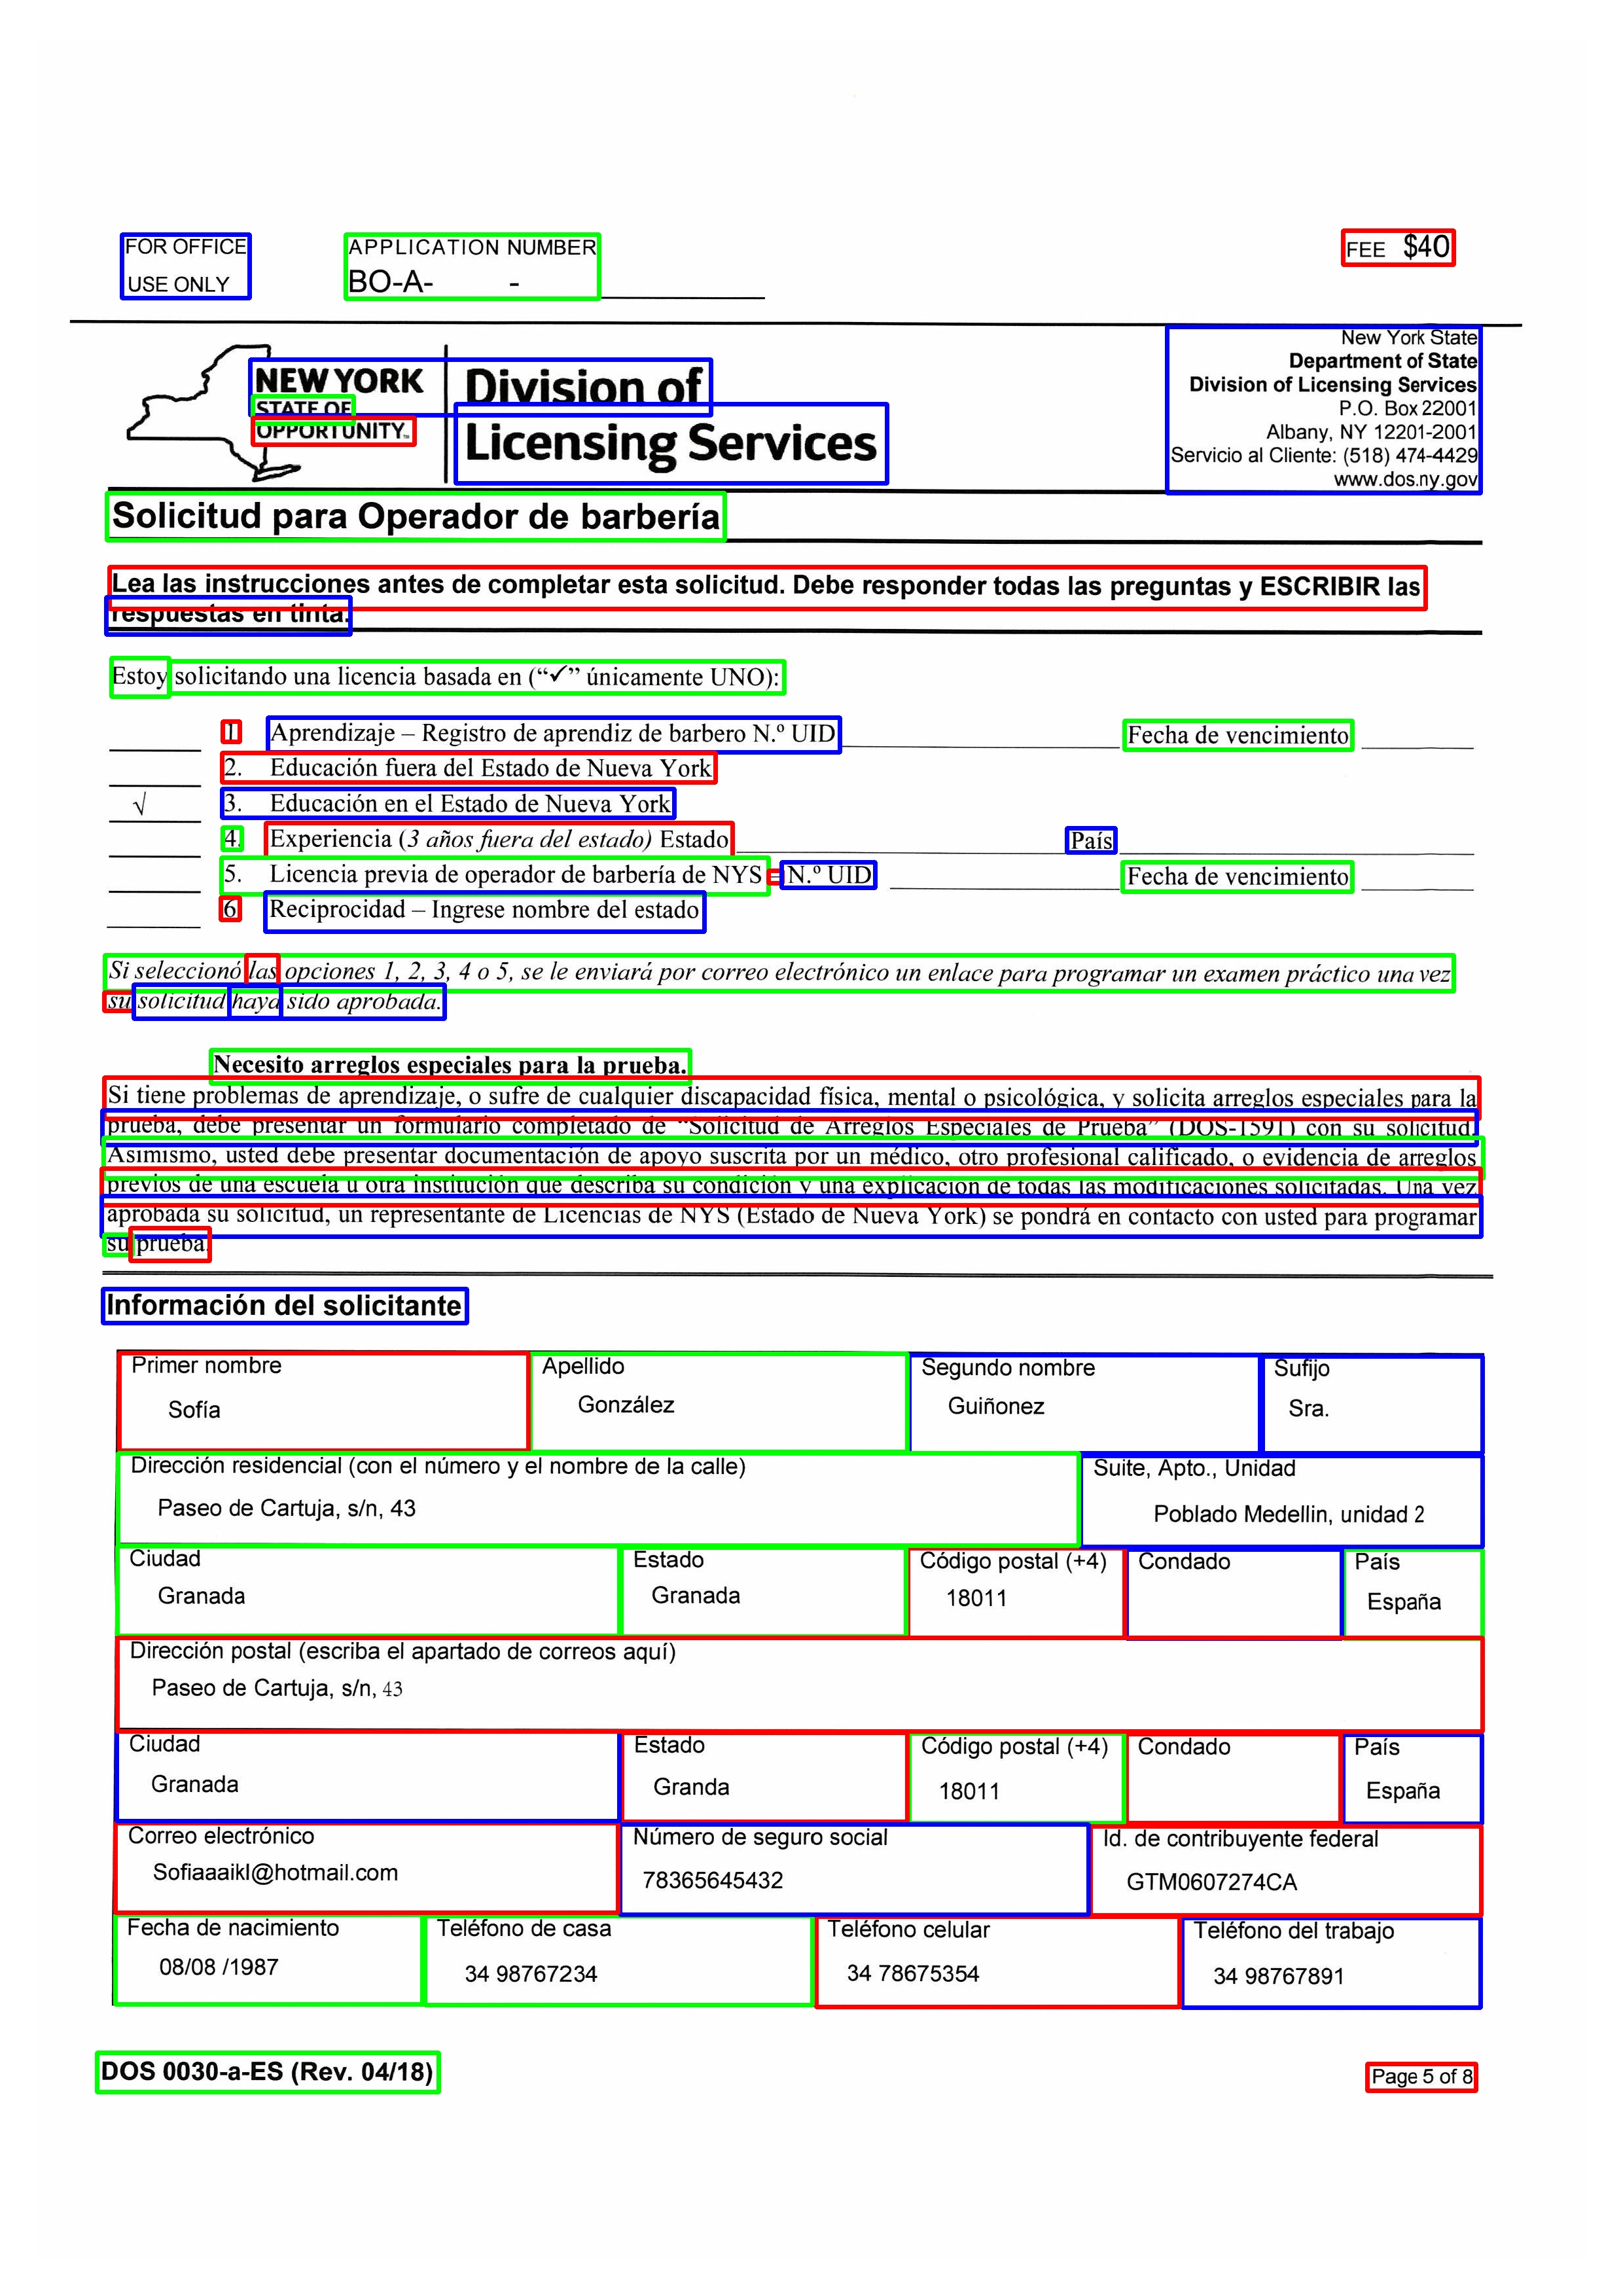 FOR OFFICE
USE ONLY
APPLICATION NUMBER
BO-A- -
FEE $40
NEW YORK
STATE OF
OPPORTUNITY™
Division of
Licensing Services
New York State
Department of State
Division of Licensing Services
P.O. Box 22001
Albany, NY 12201-2001
Servicio al Cliente: (518) 474-4429
www.dos.ny.gov
Solicitud para Operador de barbería
Lea las instrucciones antes de completar esta solicitud. Debe responder todas las preguntas y ESCRIBIR las
respuestas en tinta.
Estoy solicitando una licencia basada en (“✓” únicamente UNO):
1 Aprendizaje – Registro de aprendiz de barbero N.º UID Fecha de vencimiento
2. Educación fuera del Estado de Nueva York
√ 3. Educación en el Estado de Nueva York
4. Experiencia (3 años fuera del estado) Estado País
5. Licencia previa de operador de barbería de NYS – N.º UID Fecha de vencimiento
6 Reciprocidad – Ingrese nombre del estado
Si seleccionó las opciones 1, 2, 3, 4 o 5, se le enviará por correo electrónico un enlace para programar un examen práctico una vez
su solicitud haya sido aprobada.
Necesito arreglos especiales para la prueba.
Si tiene problemas de aprendizaje, o sufre de cualquier discapacidad física, mental o psicológica, y solicita arreglos especiales para la
prueba, debe presentar un formulario completado de “Solicitud de Arreglos Especiales de Prueba” (DOS-1591) con su solicitud.
Asimismo, usted debe presentar documentación de apoyo suscrita por un médico, otro profesional calificado, o evidencia de arreglos
previos de una escuela u otra institución que describa su condición y una explicación de todas las modificaciones solicitadas. Una vez
aprobada su solicitud, un representante de Licencias de NYS (Estado de Nueva York) se pondrá en contacto con usted para programar
su prueba.
Información del solicitante
Primer nombre Apellido Segundo nombre Sufijo
Sofía González Guiñonez Sra.
Dirección residencial (con el número y el nombre de la calle) Suite, Apto., Unidad
Paseo de Cartuja, s/n, 43 Poblado Medellin, unidad 2
Ciudad Estado Código postal (+4) Condado País
Granada Granada 18011 España
Dirección postal (escriba el apartado de correos aquí)
Paseo de Cartuja, s/n, 43
Ciudad Estado Código postal (+4) Condado País
Granada Granda 18011 España
Correo electrónico Número de seguro social Id. de contribuyente federal
Sofiaaaikl@hotmail.com 78365645432 GTM0607274CA
Fecha de nacimiento Teléfono de casa Teléfono celular Teléfono del trabajo
08/08 /1987 34 98767234 34 78675354 34 98767891
DOS 0030-a-ES (Rev. 04/18)
Page 5 of 8